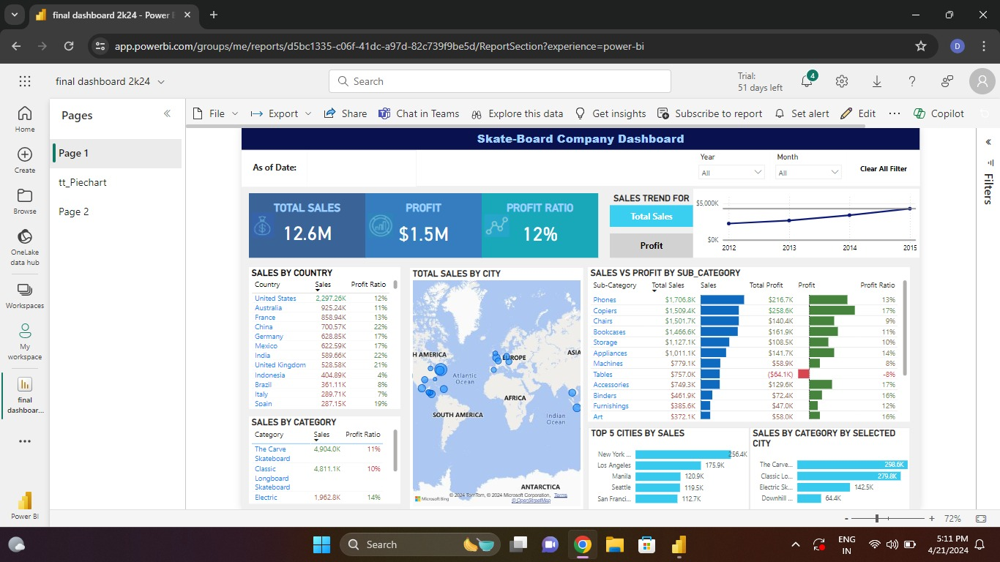 final dashboard 2k24 - Power
app.powerbi.com/groups/me/reports/d5bc1335-c06f-41dc-a97d-82c739f9be5d/ReportSection?experience=power-bi
D
final dashboard 2k24
Search
Trial:
51 days left
4
Home
Create
Browse
OneLake
data hub
Workspaces
My
workspace
final
dashboar...
Power BI
Pages
Page 1
tt_Piechart
Page 2
File
Export
Share
Chat in Teams
Explore this data
Get insights
Subscribe to report
Set alert
Edit
Copilot
Filters
Skate-Board Company Dashboard
As of Date:
Year
All
Month
All
Clear All Filter
TOTAL SALES
12.6M
PROFIT
$1.5M
PROFIT RATIO
12%
SALES TREND FOR
Total Sales
Profit
$5,000K
$0K
2012 2013 2014 2015
SALES BY COUNTRY
Country Sales Profit Ratio
United States 2,297.26K 12%
Australia 925.24K 11%
France 858.94K 13%
China 700.57K 22%
Germany 628.85K 17%
Mexico 622.59K 17%
India 589.66K 22%
United Kingdom 528.58K 21%
Indonesia 404.89K 4%
Brazil 361.11K 8%
Italy 289.71K 7%
Spain 287.15K 19%
SALES BY CATEGORY
Category Sales Profit Ratio
The Carve 4,904.0K 11%
Skateboard
Classic 4,811.1K 10%
Longboard
Skateboard
Electric 1,962.8K 14%
TOTAL SALES BY CITY
H AMERICA
EUROPE
ASIA
Atlantic
Ocean
AFRICA
SOUTH AMERICA
Indian
Ocean
ANTARCTICA
Microsoft Bing
© 2024 TomTom, © 2024 Microsoft Corporation, Terms
© OpenStreetMap
SALES VS PROFIT BY SUB_CATEGORY
Sub-Category Total Sales Sales Total Profit Profit Profit Ratio
Phones $1,706.8K $216.7K 13%
Copiers $1,509.4K $258.6K 17%
Chairs $1,501.7K $140.4K 9%
Bookcases $1,466.6K $161.9K 11%
Storage $1,127.1K $108.5K 10%
Appliances $1,011.1K $141.7K 14%
Machines $779.1K $58.9K 8%
Tables $757.0K ($64.1K) -8%
Accessories $749.3K $129.6K 17%
Binders $461.9K $72.4K 16%
Furnishings $385.6K $47.0K 12%
Art $372.1K $58.0K 16%
TOP 5 CITIES BY SALES
New York ... 256.4K
Los Angeles 175.9K
Manila 120.9K
Seattle 119.5K
San Franci... 112.7K
SALES BY CATEGORY BY SELECTED
CITY
The Carve... 298.6K
Classic Lo... 279.8K
Electric Sk... 142.5K
Downhill ... 64.4K
- + 72%
Search
ENG
IN
5:11 PM
4/21/2024